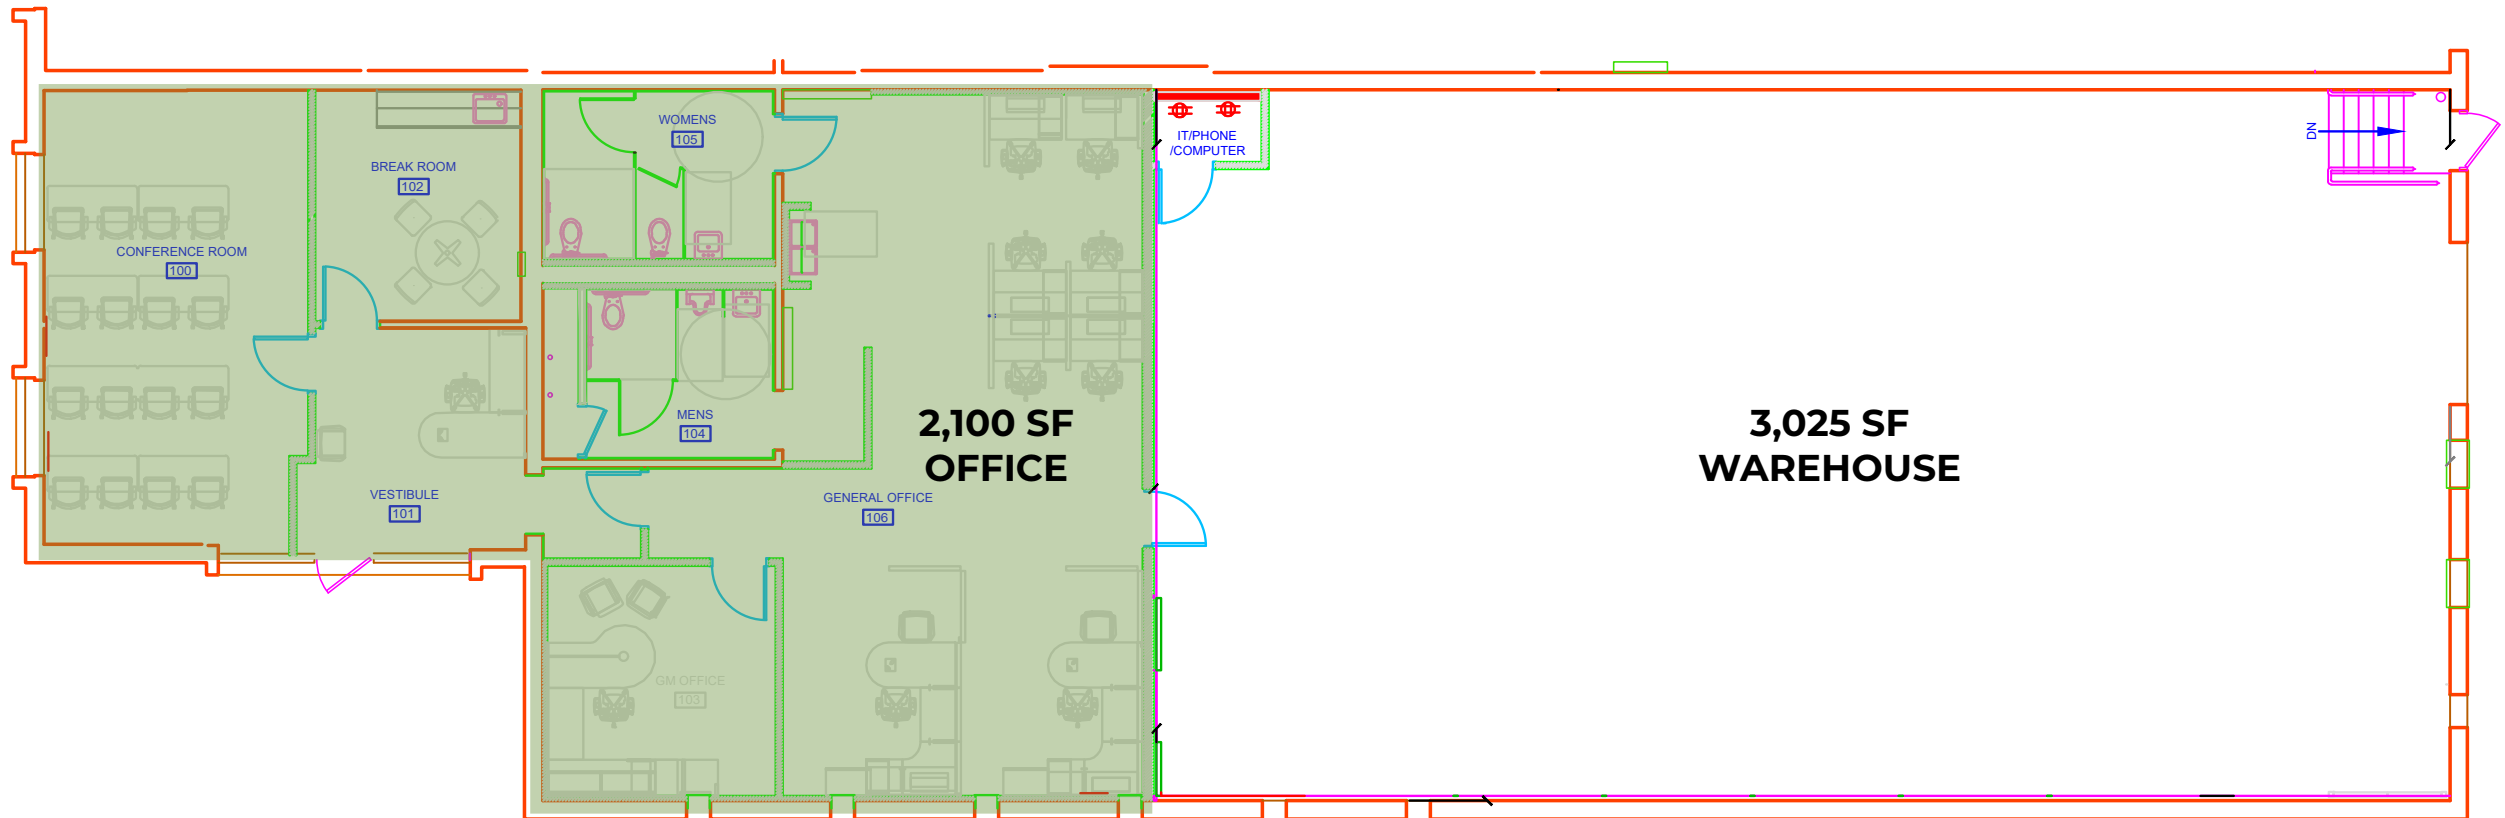 WOMENS
105
IT/PHONE
/COMPUTER
DN
BREAK ROOM
102
CONFERENCE ROOM
100
MENS
104
2,100 SF
OFFICE
3,025 SF
WAREHOUSE
VESTIBULE
101
GENERAL OFFICE
106
GM OFFICE
103